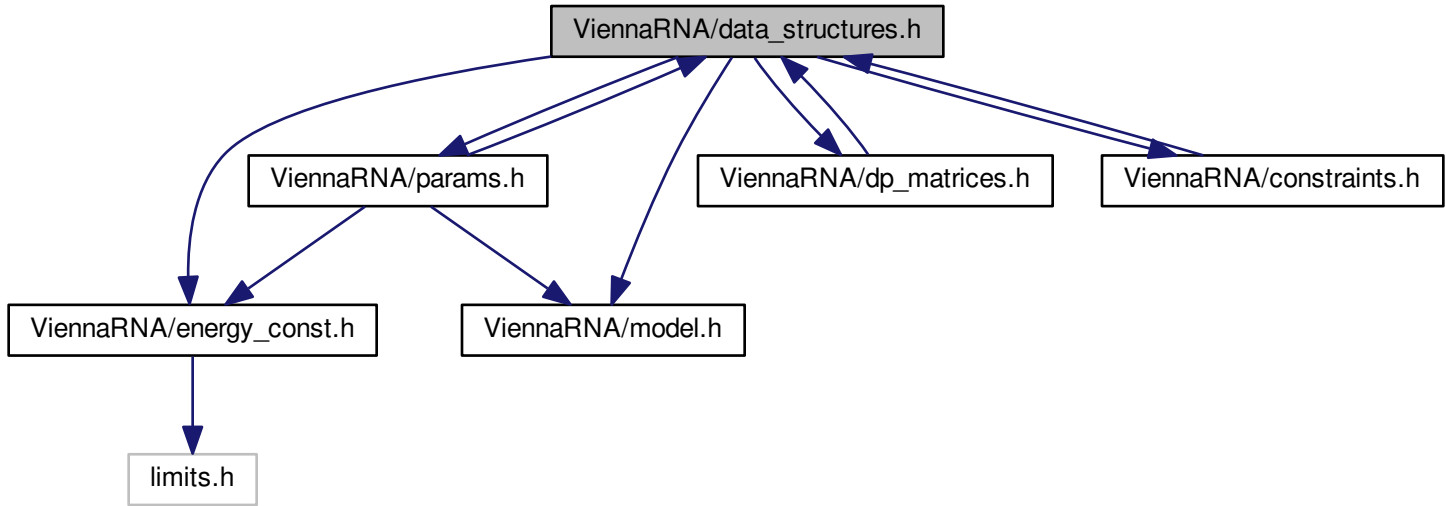 ViennaRNA/data_structures.h
ViennaRNA/params.h
ViennaRNA/dp_matrices.h
ViennaRNA/constraints.h
ViennaRNA/energy_const.h
ViennaRNA/model.h
limits.h